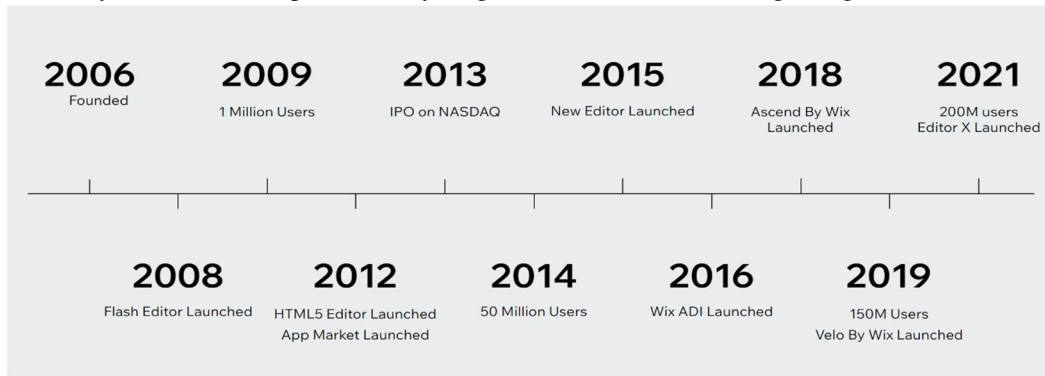 2006
Founded
2009
1 Million Users
2013
IPO on NASDAQ
2015
New Editor Launched
2018
Ascend By Wix
Launched
2021
200M users
Editor X Launched
2008
Flash Editor Launched
2012
HTML5 Editor Launched
App Market Launched
2014
50 Million Users
2016
Wix ADI Launched
2019
150M Users
Velo By Wix Launched